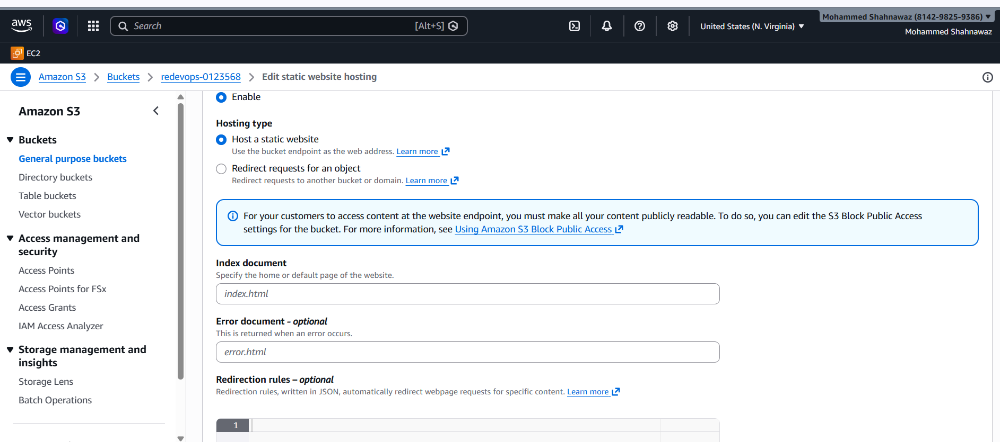 aws
Search
[Alt+S]
United States (N. Virginia)
Mohammed Shahnawaz (8142-9825-9386)
Mohammed Shahnawaz
EC2
Amazon S3
Buckets
redevops-0123568
Edit static website hosting
Amazon S3
Buckets
General purpose buckets
Directory buckets
Table buckets
Vector buckets
Access management and
security
Access Points
Access Points for FSx
Access Grants
IAM Access Analyzer
Storage management and
insights
Storage Lens
Batch Operations
Enable
Hosting type
Host a static website
Use the bucket endpoint as the web address. Learn more
Redirect requests for an object
Redirect requests to another bucket or domain. Learn more
For your customers to access content at the website endpoint, you must make all your content publicly readable. To do so, you can edit the S3 Block Public Access
settings for the bucket. For more information, see Using Amazon S3 Block Public Access
Index document
Specify the home or default page of the website.
index.html
Error document - optional
This is returned when an error occurs.
error.html
Redirection rules – optional
Redirection rules, written in JSON, automatically redirect webpage requests for specific content. Learn more
1